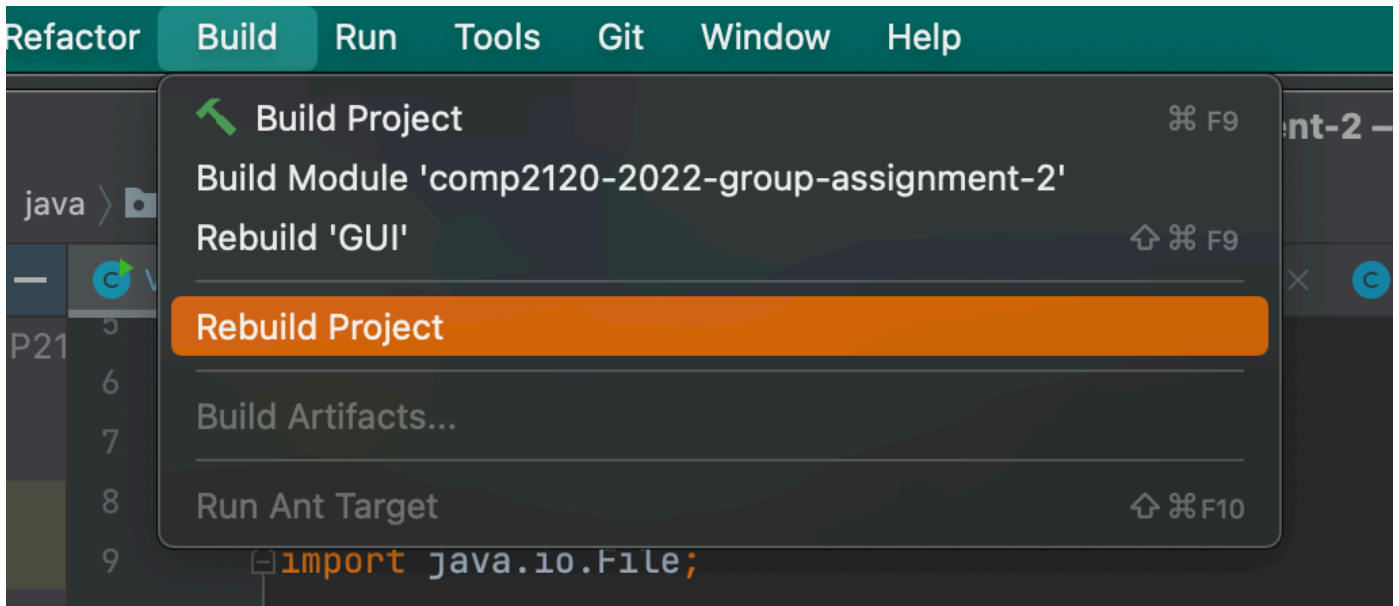 Refactor Build Run Tools Git Window Help
Build Project ⌘ F9
ent-2 –
Build Module 'comp2120-2022-group-assignment-2'
java
Rebuild 'GUI' ⇧ ⌘ F9
C C
5
Rebuild Project
P21
6
Build Artifacts...
7
8 Run Ant Target ⇧ ⌘ F10
9 import java.io.File;